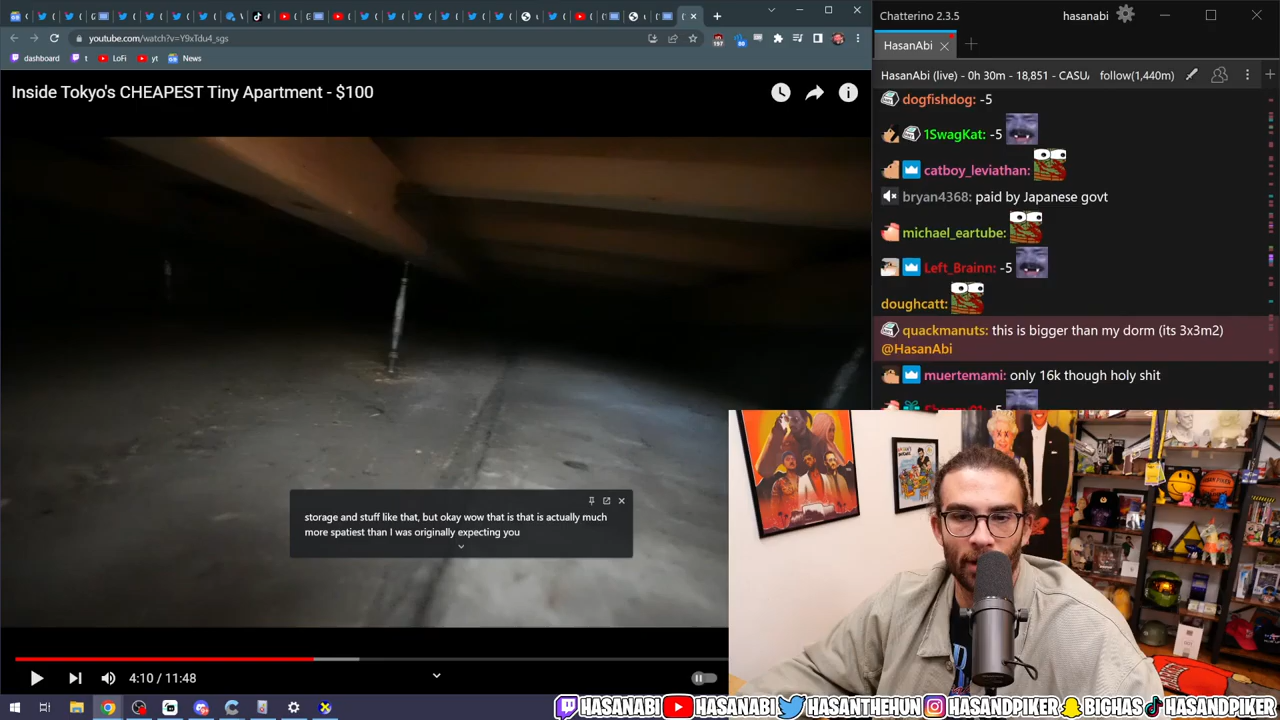 youtube.com/watch?v=Y9xTdu4_sgs
dashboard
t
LoFi
yt
News
Inside Tokyo's CHEAPEST Tiny Apartment - $100
storage and stuff like that, but okay wow that is that is actually much
more spatiest than I was originally expecting you
4:10 / 11:48
Chatterino 2.3.5
hasanabi
HasanAbi
HasanAbi (live) - 0h 30m - 18,851 - CASUA
follow(1,440m)
dogfishdog: -5
1SwagKat: -5
catboy_leviathan:
bryan4368: paid by Japanese govt
michael_eartube:
Left_Brainn: -5
doughcatt:
quackmanuts: this is bigger than my dorm (its 3x3m2)
@HasanAbi
muertemami: only 16k though holy shit
-5
HASANABI HASANABI HASANTHEHUN HASANDPIKER BIGHAS HASANDPIKER